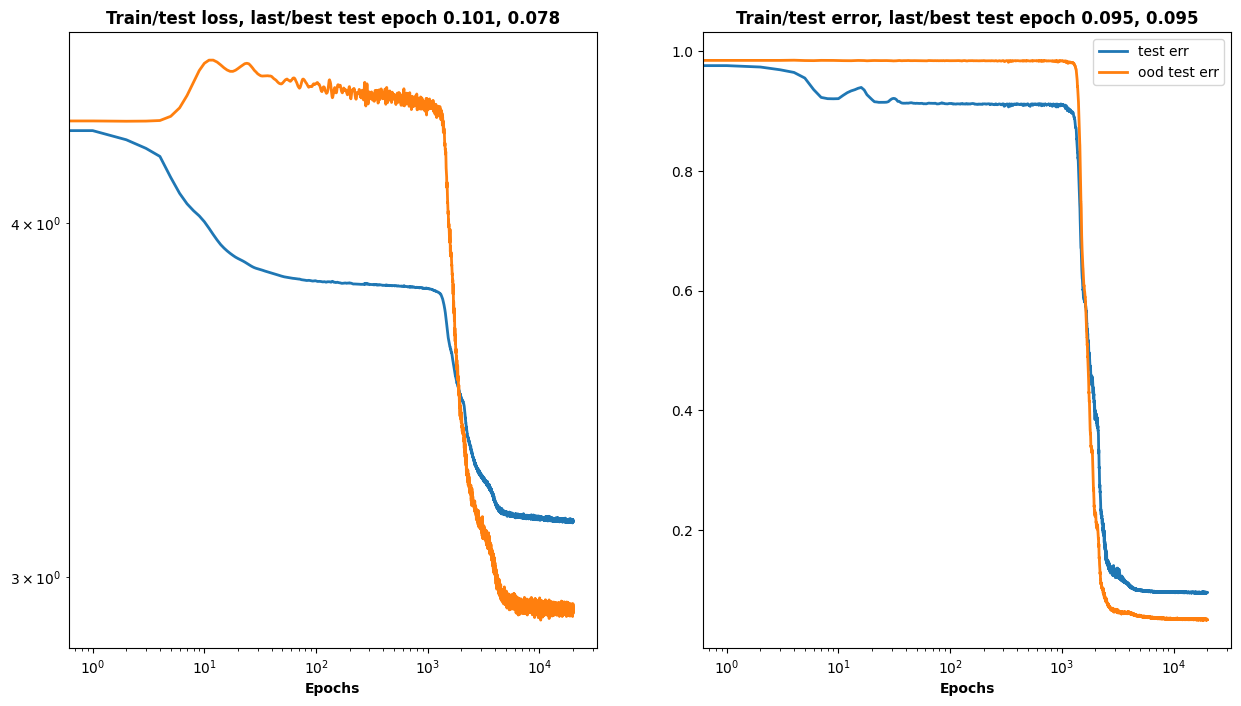 Train/test loss, last/best test epoch 0.101, 0.078
4 × 10⁰
3 × 10⁰
10⁰ 10¹ 10² 10³ 10⁴
Epochs
Train/test error, last/best test epoch 0.095, 0.095
test err
ood test err
1.0
0.8
0.6
0.4
0.2
10⁰ 10¹ 10² 10³ 10⁴
Epochs